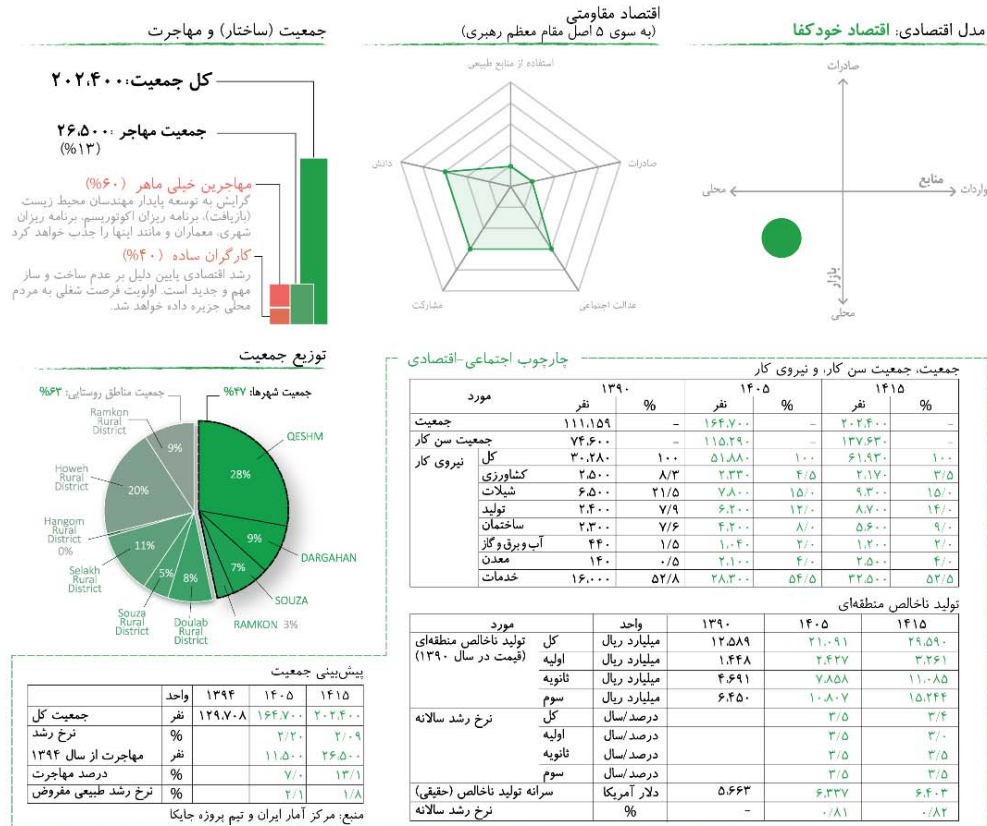 مدل اقتصادی: اقتصاد خودکفا
صادرات
منابع
واردات
محلی
بازار
محلی
اقتصاد مقاومتی
(به سوی ۵ اصل مقام معظم رهبری)
استفاده از منابع طبیعی
صادرات
دانش
عدالت اجتماعی
مشارکت
جمعیت (ساختار) و مهاجرت
کل جمعیت:۲۰۲،۴۰۰
جمعیت مهاجر :۲۶،۵۰۰
(%۱۳)
مهاجرین خیلی ماهر (%۶۰)
گرایش به توسعه پایدار مهندسان محیط زیست
(بازیافت)، برنامه ریزان اکوتوریسم، برنامه ریزان
شهری، معماران و مانند اینها را جذب خواهد کرد
کارگران ساده (%۴۰)
رشد اقتصادی پایین دلیل بر عدم ساخت و ساز
مهم و جدید است. اولویت فرصت شغلی به مردم
محلی جزیره داده خواهد شد.
توزیع جمعیت
جمعیت شهرها: ۴۷%
جمعیت مناطق روستایی: ۶۳%
QESHM
28%
DARGAHAN
9%
SOUZA
7%
RAMKON 3%
Doulab
Rural
District
8%
Souza
Rural
District
5%
Selakh
Rural
District
11%
Hangom
Rural
District
0%
Howeh
Rural
District
20%
Ramkon
Rural
District
9%
چارچوب اجتماعی-اقتصادی
جمعیت، جمعیت سن کار، و نیروی کار
مورد ۱۳۹۰ ۱۴۰۵ ۱۴۱۵
نفر % نفر % نفر %
جمعیت ۱۱۱،۱۵۹ – ۱۶۴،۷۰۰ – ۲۰۲،۴۰۰ –
جمعیت سن کار ۷۴،۶۰۰ – ۱۱۵،۲۹۰ – ۱۳۷،۶۳۰ –
نیروی کار کل ۳۰،۲۸۰ ۱۰۰ ۵۱،۸۸۰ ۱۰۰ ۶۱،۹۳۰ ۱۰۰
کشاورزی ۲،۵۰۰ ۸/۳ ۲،۳۳۰ ۴/۵ ۲،۱۷۰ ۳/۵
شیلات ۶،۵۰۰ ۲۱/۵ ۷،۸۰۰ ۱۵/۰ ۹،۳۰۰ ۱۵/۰
تولید ۲،۴۰۰ ۷/۹ ۶،۲۰۰ ۱۲/۰ ۸،۷۰۰ ۱۴/۰
ساختمان ۲،۳۰۰ ۷/۶ ۴،۲۰۰ ۸/۰ ۵،۶۰۰ ۹/۰
آب و برق و گاز ۴۴۰ ۱/۵ ۱،۰۴۰ ۲/۰ ۱،۲۰۰ ۲/۰
معدن ۱۴۰ ۰/۵ ۲،۱۰۰ ۴/۰ ۲،۵۰۰ ۴/۰
خدمات ۱۶،۰۰۰ ۵۲/۸ ۲۸،۳۰۰ ۵۴/۵ ۳۲،۵۰۰ ۵۲/۵
تولید ناخالص منطقه‌ای
مورد واحد ۱۳۹۰ ۱۴۰۵ ۱۴۱۵
تولید ناخالص منطقه‌ای کل میلیارد ریال ۱۲،۵۸۹ ۲۱،۰۹۱ ۲۹،۵۹۰
(قیمت در سال ۱۳۹۰) اولیه میلیارد ریال ۱،۴۴۸ ۲،۴۲۷ ۳،۲۶۱
ثانویه میلیارد ریال ۴،۶۹۱ ۷،۸۵۸ ۱۱،۰۸۵
سوم میلیارد ریال ۶،۴۵۰ ۱۰،۸۰۷ ۱۵،۲۴۴
نرخ رشد سالانه کل درصد/سال ۳/۵ ۳/۴
اولیه درصد/سال ۳/۵ ۳/۰
ثانویه درصد/سال ۳/۵ ۳/۵
سوم درصد/سال ۳/۵ ۳/۵
سرانه تولید ناخالص (حقیقی) دلار آمریکا ۵،۶۶۳ ۶،۳۳۷ ۶،۴۰۳
نرخ رشد سالانه % – ۰/۸۱ ۰/۸۲
پیش‌بینی جمعیت
واحد ۱۳۹۴ ۱۴۰۵ ۱۴۱۵
جمعیت کل نفر ۱۲۹،۷۰۸ ۱۶۴،۷۰۰ ۲۰۲،۴۰۰
نرخ رشد % ۲/۲۰ ۲/۰۹
مهاجرت از سال ۱۳۹۴ نفر ۱۱،۵۰۰ ۲۶،۵۰۰
درصد مهاجرت % ۷/۰ ۱۳/۱
نرخ رشد طبیعی مفروض % ۲/۱ ۱/۸
منبع: مرکز آمار ایران و تیم پروژه جایکا